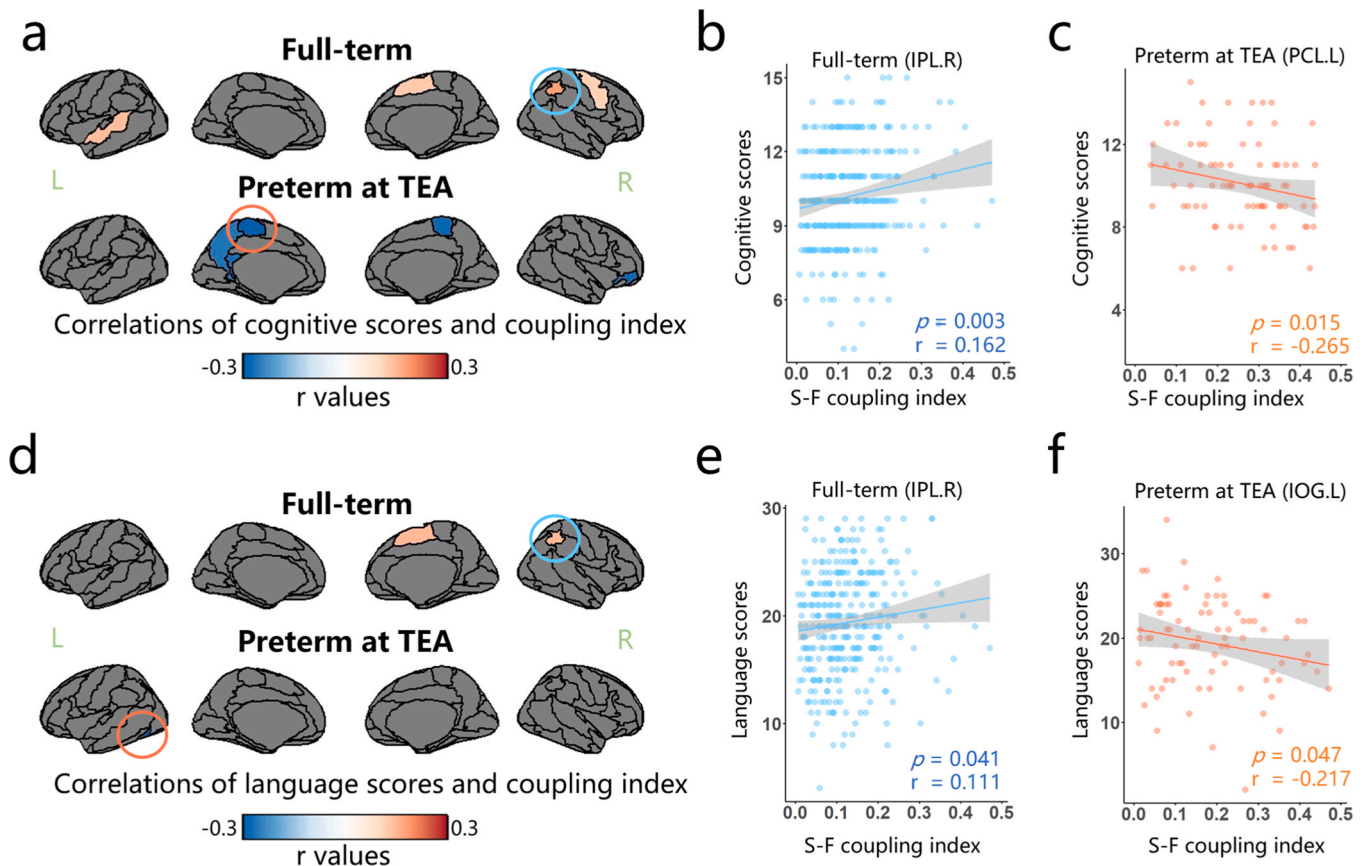 a
Full-term
L
R
Preterm at TEA
Correlations of cognitive scores and coupling index
-0.3
0.3
r values
b
Full-term (IPL.R)
Cognitive scores
15
12
9
6
p = 0.003
r = 0.162
0.0 0.1 0.2 0.3 0.4 0.5
S-F coupling index
c
Preterm at TEA (PCL.L)
Cognitive scores
12
8
4
p = 0.015
r = -0.265
0.0 0.1 0.2 0.3 0.4 0.5
S-F coupling index
d
Full-term
L
R
Preterm at TEA
Correlations of language scores and coupling index
-0.3
0.3
r values
e
Full-term (IPL.R)
Language scores
30
20
10
p = 0.041
r = 0.111
0.0 0.1 0.2 0.3 0.4 0.5
S-F coupling index
f
Preterm at TEA (IOG.L)
Language scores
30
20
10
p = 0.047
r = -0.217
0.0 0.1 0.2 0.3 0.4 0.5
S-F coupling index